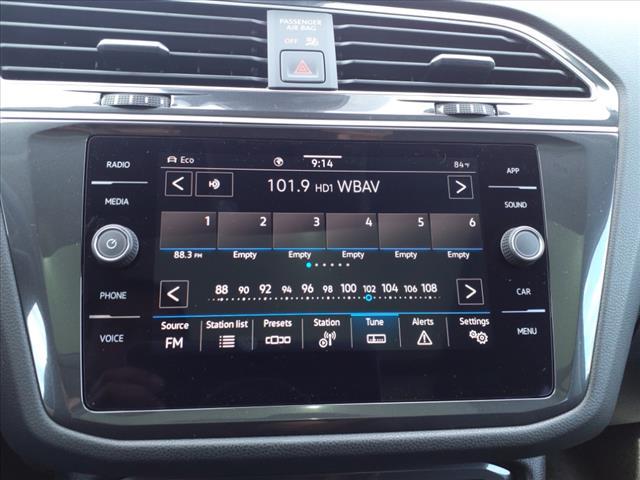 PASSENGER
AIR BAG
OFF
RADIO
MEDIA
PHONE
VOICE
Eco
9:14
84°F
101.9 HD1 WBAV
1 2 3 4 5 6
88.3 FM Empty Empty Empty Empty Empty
88 90 92 94 96 98 100 102 104 106 108
Source Station list Presets Station Tune Alerts Settings
FM
APP
SOUND
CAR
MENU